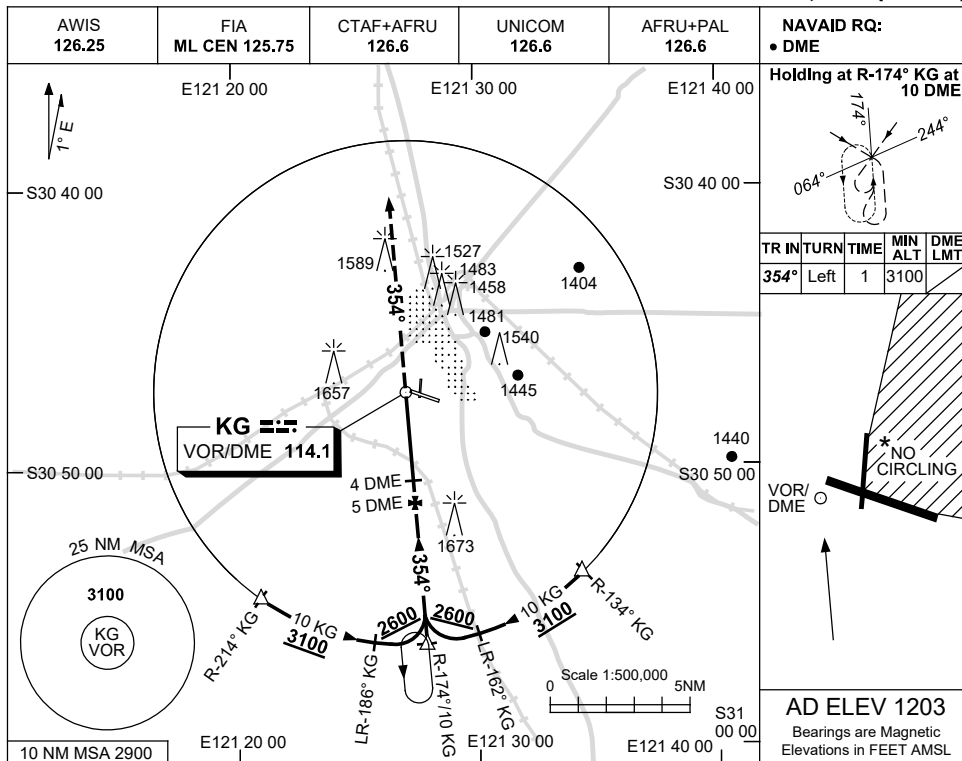 AWIS
126.25
FIA
ML CEN 125.75
CTAF+AFRU
126.6
UNICOM
126.6
AFRU+PAL
126.6
NAVAID RQ:
• DME
Holding at R-174° KG at
10 DME
174°
244°
064°
TR IN TURN TIME MIN ALT DME LMT
354° Left 1 3100
1° E
E121 20 00
E121 30 00
E121 40 00
S30 40 00
S30 40 00
1589
1527
1483
1458
1404
354°
1481
1540
1657
1445
KG
VOR/DME 114.1
1440
S30 50 00
S30 50 00
4 DME
5 DME
1673
354°
25 NM MSA
3100
KG
VOR
10 KG
3100
2600
2600
10 KG
3100
R-214° KG
LR-186° KG
R-174°/10 KG
LR-162° KG
R-134° KG
Scale 1:500,000
0 5NM
S31
00 00
10 NM MSA 2900
E121 20 00
E121 30 00
E121 40 00
*NO
CIRCLING
VOR/
DME
AD ELEV 1203
Bearings are Magnetic
Elevations in FEET AMSL